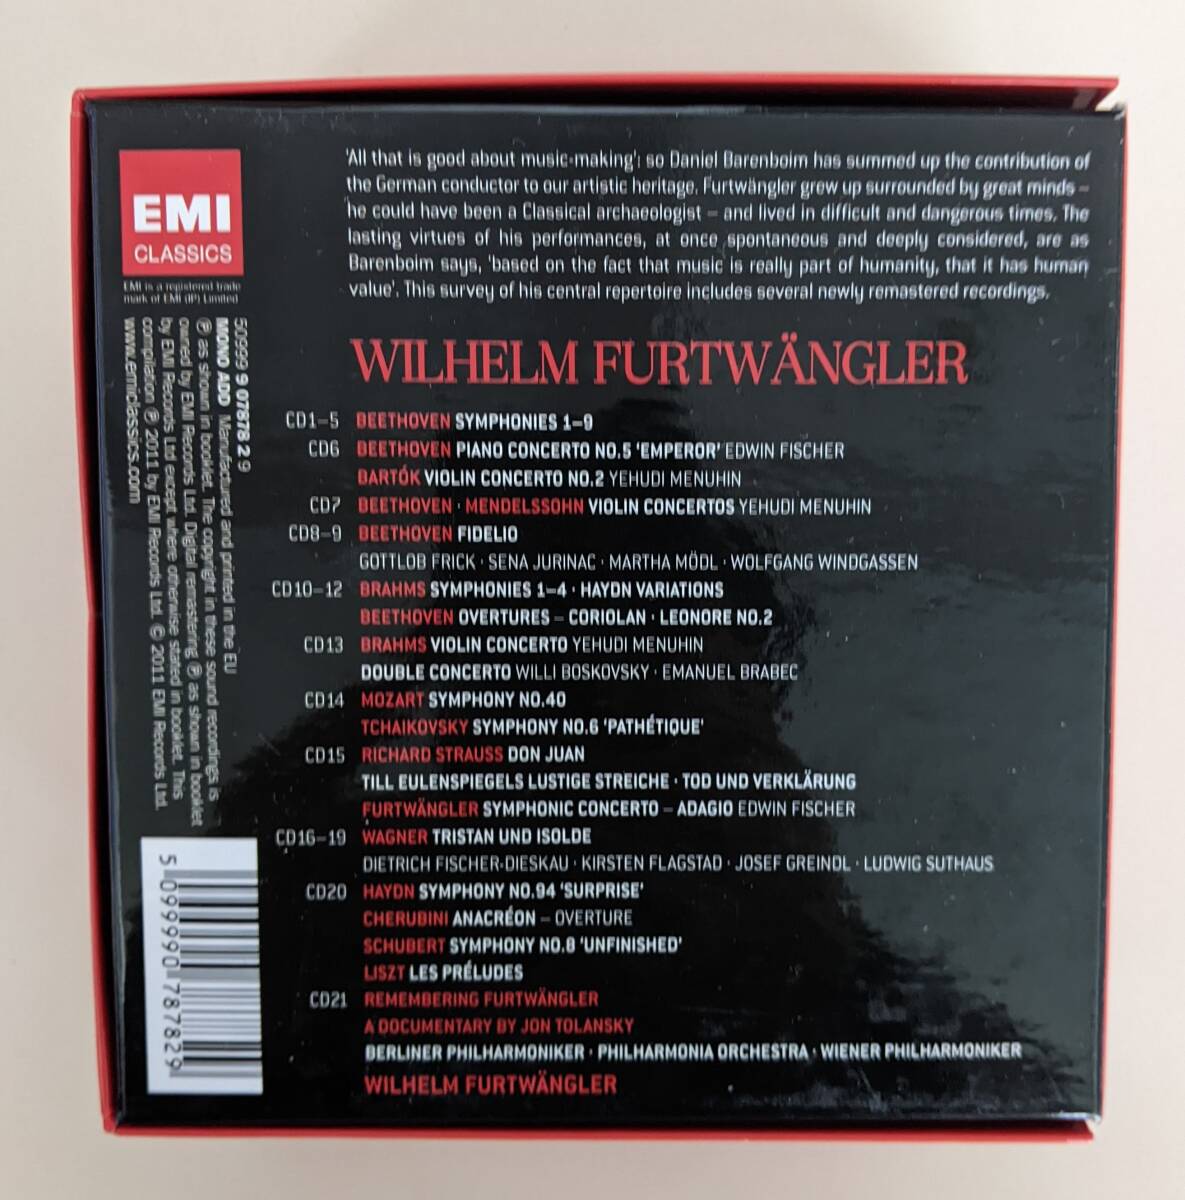 'All that is good about music-making': so Daniel Barenboim has summed up the contribution of
the German conductor to our artistic heritage. Furtwängler grew up surrounded by great minds –
he could have been a Classical archaeologist – and lived in difficult and dangerous times. The
lasting virtues of his performances, at once spontaneous and deeply considered, are as
Barenboim says, 'based on the fact that music is really part of humanity, that it has human
value'. This survey of his central repertoire includes several newly remastered recordings.
EMI
CLASSICS
EMI is a registered trade
mark of EMI (IP) Limited
50999 9 07878 2 9
MONO ADD Manufactured and printed in the EU
℗ as shown in booklet. The copyright in these sound recordings is
owned by EMI Records Ltd. Digital remastering ℗ as shown in booklet
by EMI Records Ltd except where otherwise stated in booklet. This
compilation ℗ 2011 by EMI Records Ltd. © 2011 EMI Records Ltd.
www.emiclassics.com
WILHELM FURTWÄNGLER
CD1–5 BEETHOVEN SYMPHONIES 1–9
CD6 BEETHOVEN PIANO CONCERTO NO.5 'EMPEROR' EDWIN FISCHER
BARTÓK VIOLIN CONCERTO NO.2 YEHUDI MENUHIN
CD7 BEETHOVEN · MENDELSSOHN VIOLIN CONCERTOS YEHUDI MENUHIN
CD8–9 BEETHOVEN FIDELIO
GOTTLOB FRICK · SENA JURINAC · MARTHA MÖDL · WOLFGANG WINDGASSEN
CD10–12 BRAHMS SYMPHONIES 1–4 · HAYDN VARIATIONS
BEETHOVEN OVERTURES – CORIOLAN · LEONORE NO.2
CD13 BRAHMS VIOLIN CONCERTO YEHUDI MENUHIN
DOUBLE CONCERTO WILLI BOSKOVSKY · EMANUEL BRABEC
CD14 MOZART SYMPHONY NO.40
TCHAIKOVSKY SYMPHONY NO.6 'PATHÉTIQUE'
CD15 RICHARD STRAUSS DON JUAN
TILL EULENSPIEGELS LUSTIGE STREICHE · TOD UND VERKLÄRUNG
FURTWÄNGLER SYMPHONIC CONCERTO – ADAGIO EDWIN FISCHER
CD16–19 WAGNER TRISTAN UND ISOLDE
DIETRICH FISCHER-DIESKAU · KIRSTEN FLAGSTAD · JOSEF GREINDL · LUDWIG SUTHAUS
CD20 HAYDN SYMPHONY NO.94 'SURPRISE'
CHERUBINI ANACRÉON – OVERTURE
SCHUBERT SYMPHONY NO.8 'UNFINISHED'
LISZT LES PRÉLUDES
CD21 REMEMBERING FURTWÄNGLER
A DOCUMENTARY BY JON TOLANSKY
BERLINER PHILHARMONIKER · PHILHARMONIA ORCHESTRA · WIENER PHILHARMONIKER
WILHELM FURTWÄNGLER
5 099990 787829